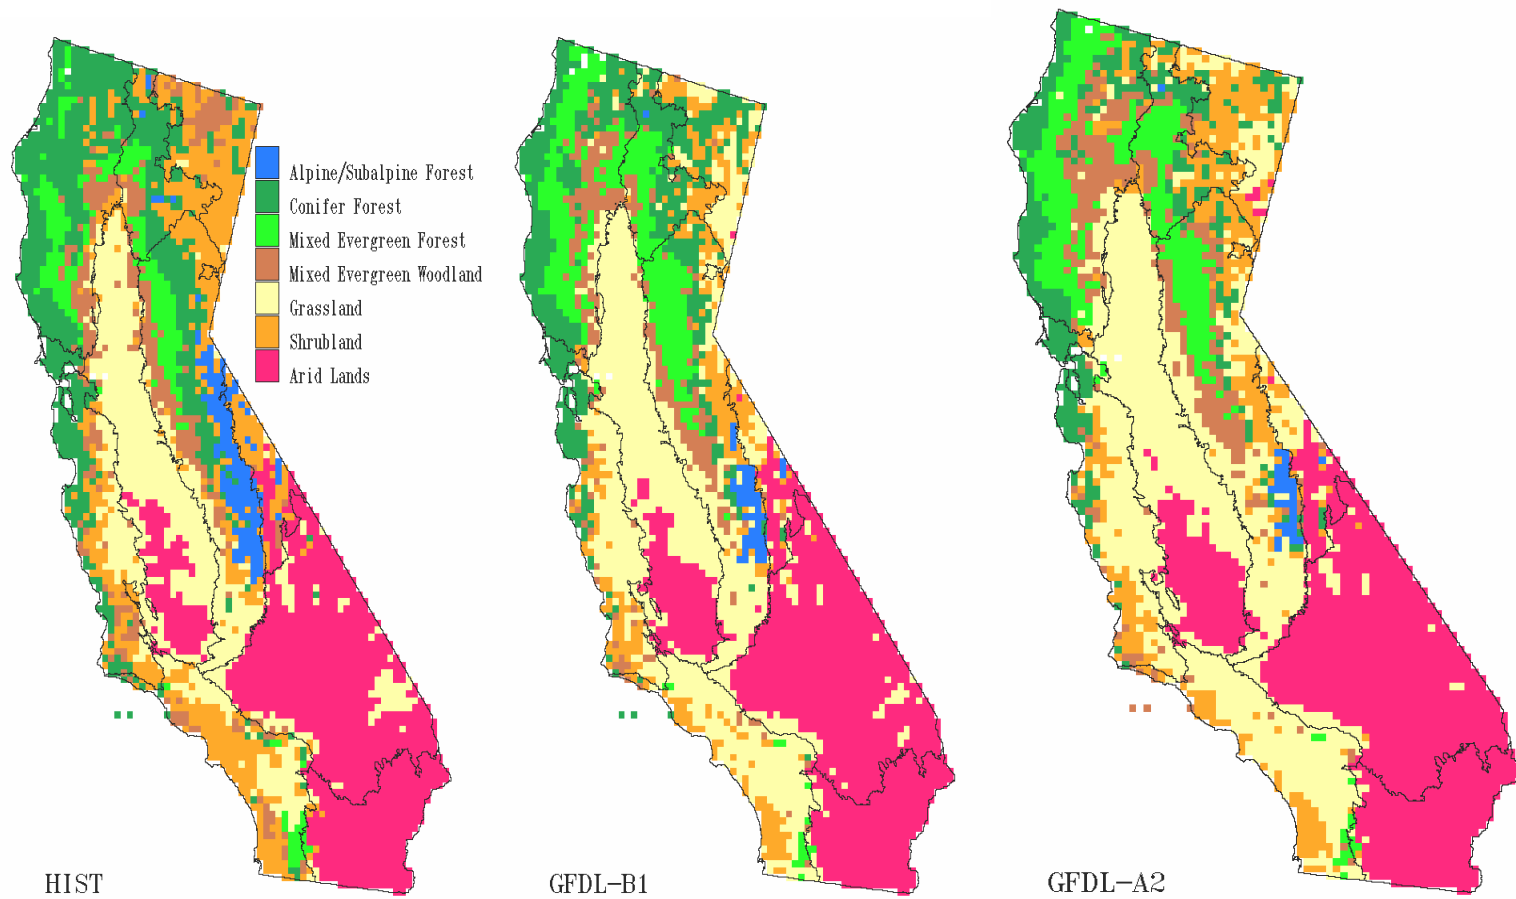 Alpine/Subalpine Forest
Conifer Forest
Mixed Evergreen Forest
Mixed Evergreen Woodland
Grassland
Shrubland
Arid Lands
HIST
GFDL-B1
GFDL-A2